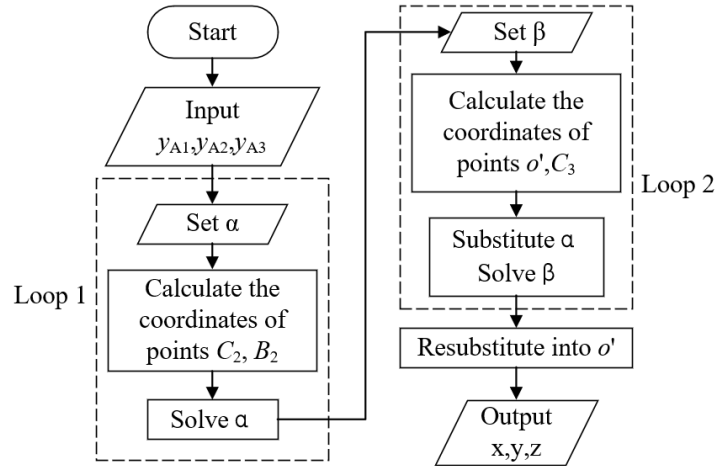 Start
Input
yA1,yA2,yA3
Set α
Loop 1
Calculate the
coordinates of
points C2, B2
Solve α
Set β
Calculate the
coordinates of
points o',C3
Loop 2
Substitute α
Solve β
Resubstitute into o'
Output
x,y,z